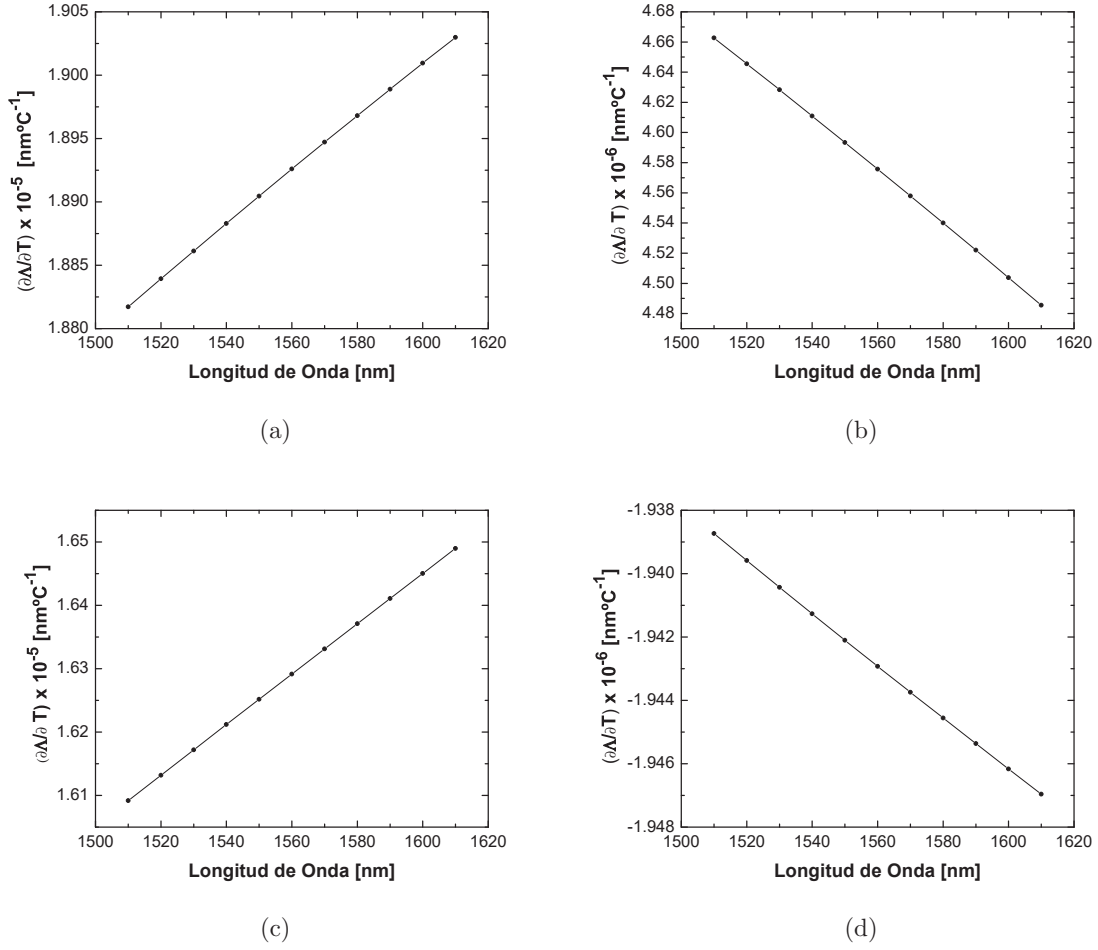 1.905
1.900
1.895
1.890
1.885
1.880
1500 1520 1540 1560 1580 1600 1620
(∂Λ/∂T) x 10⁻⁵ [nmºC⁻¹]
Longitud de Onda [nm]
(a)
4.68
4.66
4.64
4.62
4.60
4.58
4.56
4.54
4.52
4.50
4.48
1500 1520 1540 1560 1580 1600 1620
(∂Λ/∂ T) x 10⁻⁶ [nmºC⁻¹]
Longitud de Onda [nm]
(b)
1.65
1.64
1.63
1.62
1.61
1500 1520 1540 1560 1580 1600 1620
(∂Λ/∂ T) x 10⁻⁵ [nmºC⁻¹]
Longitud de Onda [nm]
(c)
-1.938
-1.940
-1.942
-1.944
-1.946
-1.948
1500 1520 1540 1560 1580 1600 1620
(∂Λ/∂T) x 10⁻⁶ [nmºC⁻¹]
Longitud de Onda [nm]
(d)